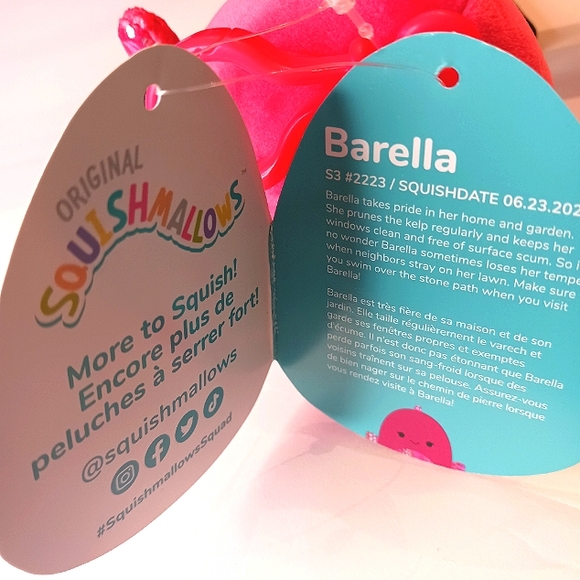 ORIGINAL
SQUISHMALLOWS™
More to Squish!
Encore plus de
peluches à serrer fort!
@squishmallows
#SquishmallowsSquad
Barella
S3 #2223 / SQUISHDATE 06.23.202
Barella takes pride in her home and garden.
She prunes the kelp regularly and keeps her
windows clean and free of surface scum. So i
no wonder Barella sometimes loses her tempe
when neighbors stay on her lawn. Make sure
you swim over the stone path when you visit
Barella!
Barella est très fière de sa maison et de son
jardin. Elle taille régulièrement le varech et
garde ses fenêtres propres et exemptes
d'écume. Il n'est donc pas étonnant que Barella
perde parfois son sang-froid lorsque des
voisins traînent sur sa pelouse. Assurez-vous
de bien nager sur le chemin de pierre lorsque
vous rendez visite à Barella!